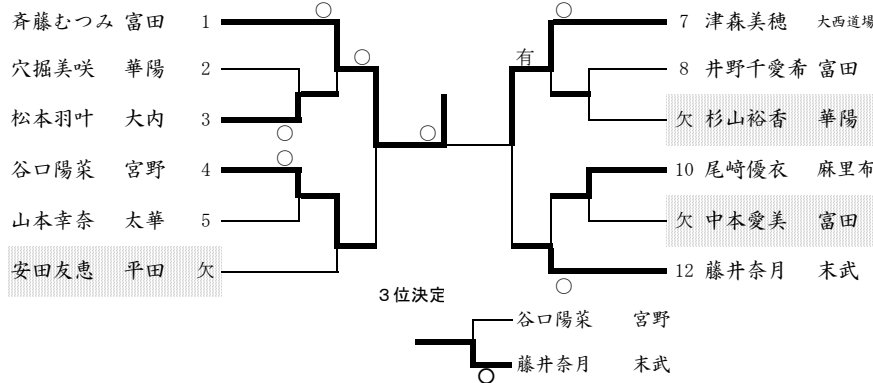 斉藤むつみ 富田 1
穴掘美咲 華陽 2
松本羽叶 大内 3
谷口陽菜 宮野 4
山本幸奈 太華 5
安田友恵 平田 欠
有
7 津森美穂 大西道場
8 井野千愛希 富田
欠 杉山裕香 華陽
10 尾﨑優衣 麻里布
欠 中本愛美 富田
12 藤井奈月 末武
3位決定
谷口陽菜 宮野
藤井奈月 末武